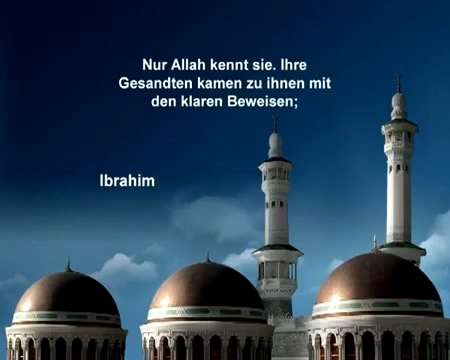 Nur Allah kennt sie. Ihre
Gesandten kamen zu ihnen mit
den klaren Beweisen;
Ibrahim